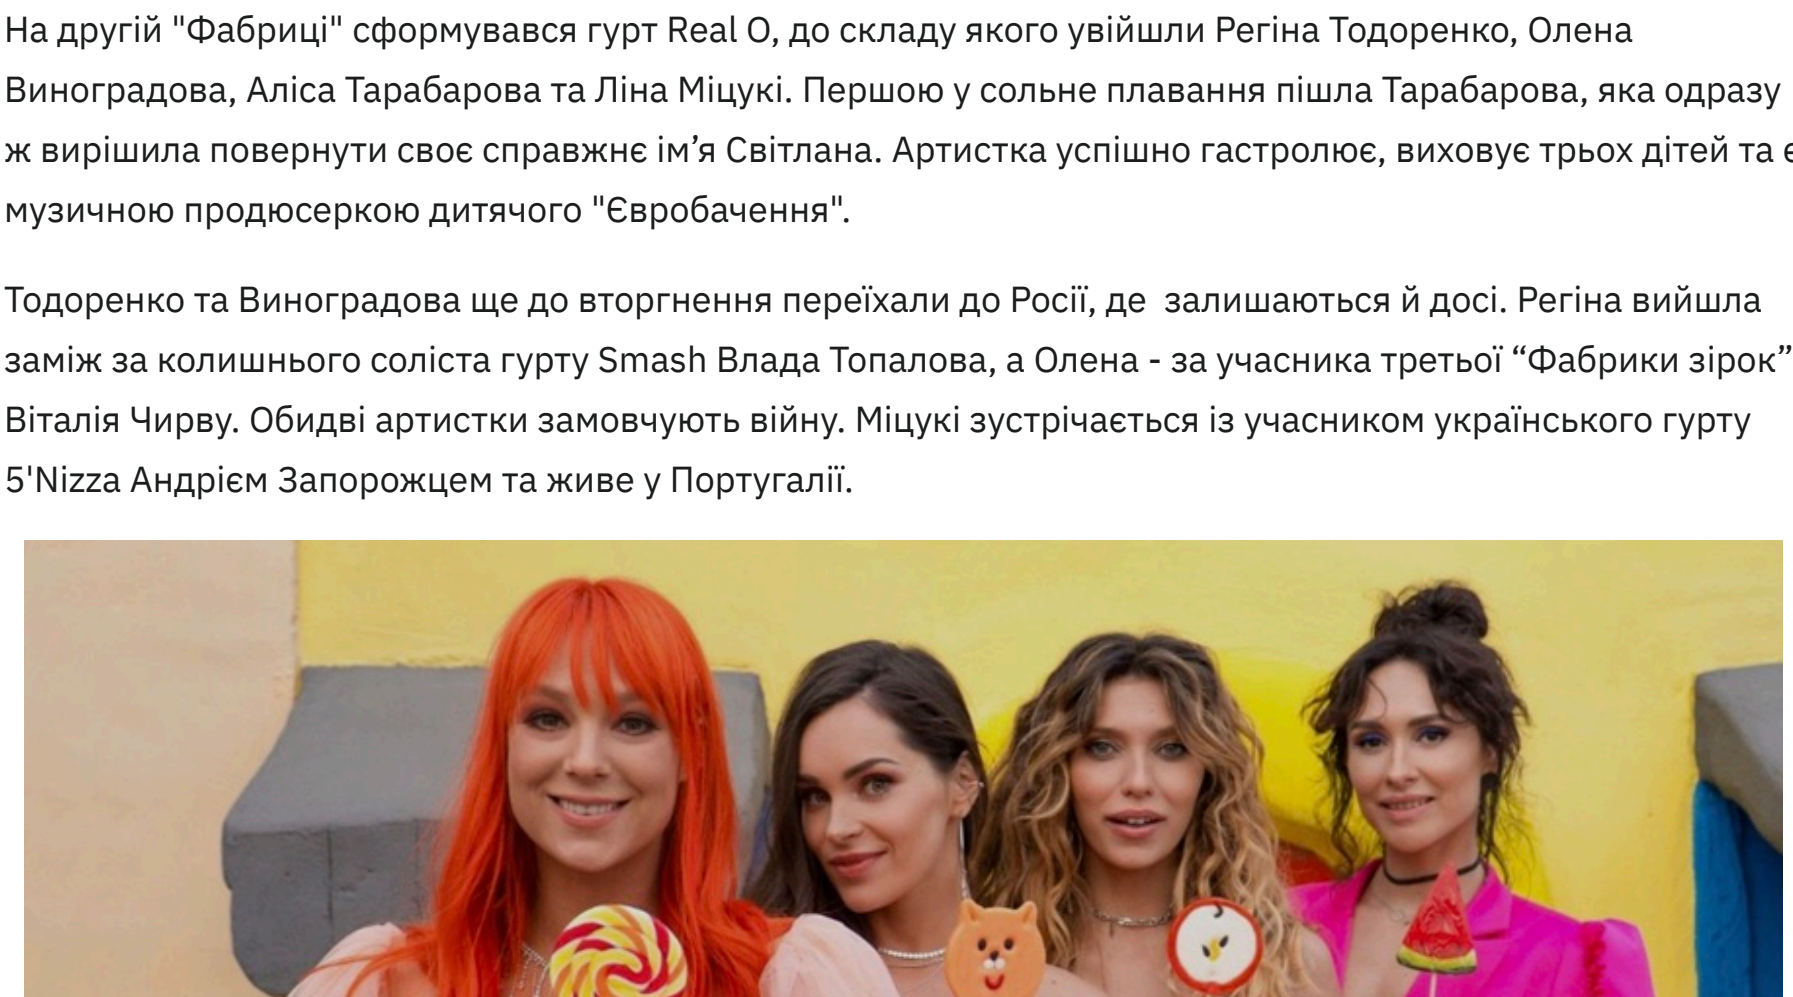 На другій "Фабриці" сформувався гурт Real O, до складу якого увійшли Регіна Тодоренко, Олена
Виноградова, Аліса Тарабарова та Ліна Міцукі. Першою у сольне плавання пішла Тарабарова, яка одразу
ж вирішила повернути своє справжнє ім’я Світлана. Артистка успішно гастролює, виховує трьох дітей та є
музичною продюсеркою дитячого "Євробачення".
Тодоренко та Виноградова ще до вторгнення переїхали до Росії, де  залишаються й досі. Регіна вийшла
заміж за колишнього соліста гурту Smash Влада Топалова, а Олена - за учасника третьої “Фабрики зірок”
Віталія Чирву. Обидві артистки замовчують війну. Міцукі зустрічається із учасником українського гурту
5'Nizza Андрієм Запорожцем та живе у Португалії.